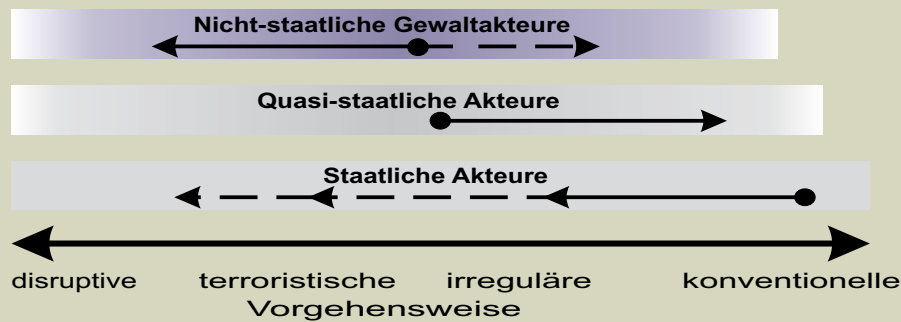 Nicht-staatliche Gewaltakteure
Quasi-staatliche Akteure
Staatliche Akteure
disruptive terroristische irreguläre konventionelle
Vorgehensweise